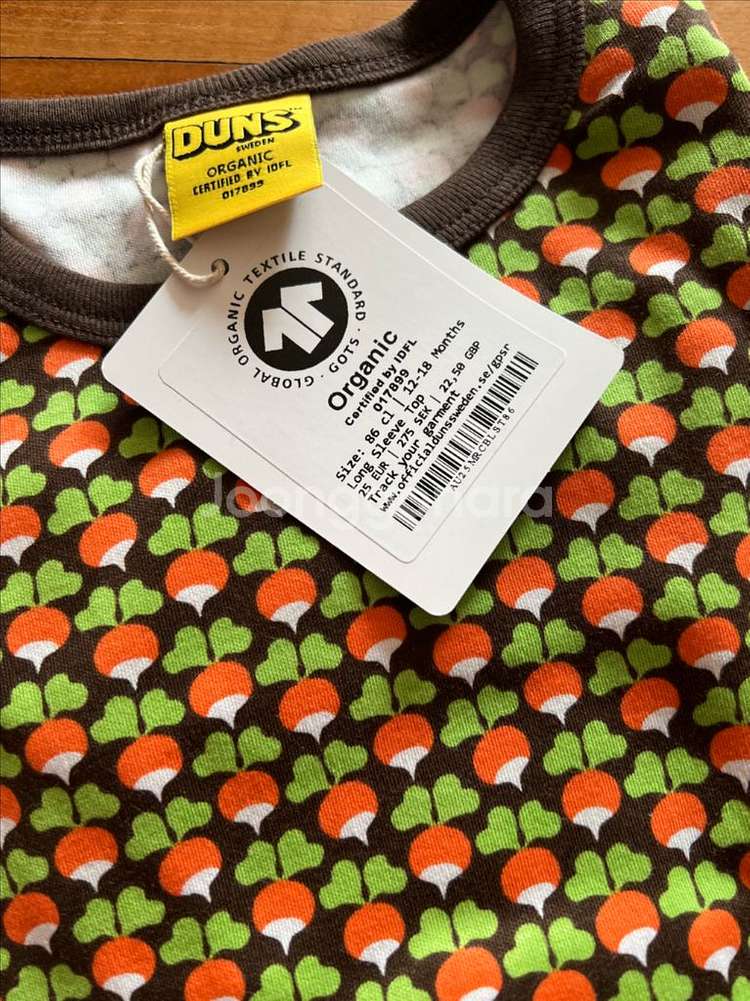 DUNS™
SWEDEN
ORGANIC
CERTIFIED BY IDFL
017899
GLOBAL ORGANIC TEXTILE STANDARD · GOTS ·
Organic
Certified by IDFL
017899
Size: 86 cl | 12-18 Months
Long Sleeve Top
25 EUR | 275 SEK | 22,50 GBP
Track your garment
www.officialdunssweden.se/gpsr